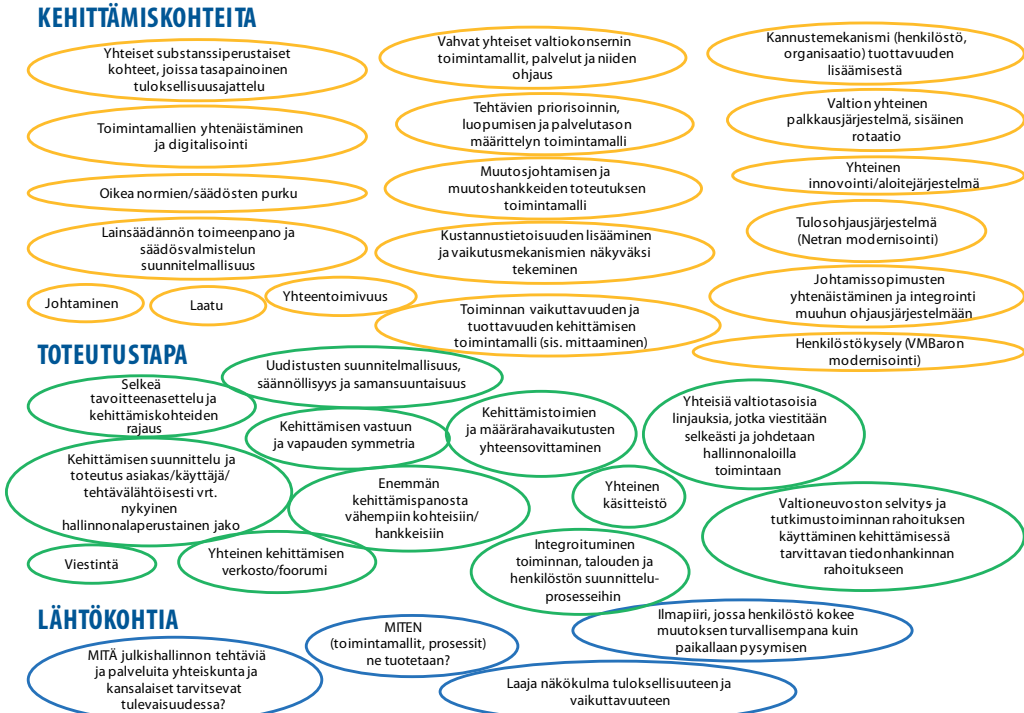 KEHITTÄMISKOHTEITA
Yhteiset substanssiperustaiset
kohteet, joissa tasapainoinen
tuloksellisuusajattelu
Toimintamallien yhtenäistäminen
ja digitalisointi
Oikea normien/säädösten purku
Lainsäädännön toimeenpano ja
säädösvalmistelun
suunnitelmallisuus
Johtaminen
Laatu
Yhteentoimivuus
Vahvat yhteiset valtiokonsernin
toimintamallit, palvelut ja niiden
ohjaus
Tehtävien priorisoinnin,
luopumisen ja palvelutason
määrittelyn toimintamalli
Muutosjohtamisen ja
muutoshankkeiden toteutuksen
toimintamalli
Kustannustietoisuuden lisääminen
ja vaikutusmekanismien näkyväksi
tekeminen
Toiminnan vaikuttavuuden ja
tuottavuuden kehittämisen
toimintamalli (sis. mittaaminen)
Kannustemekanismi (henkilöstö,
organisaatio) tuottavuuden
lisäämisestä
Valtion yhteinen
palkkausjärjestelmä, sisäinen
rotaatio
Yhteinen
innovointi/aloitejärjestelmä
Tulosohjausjärjestelmä
(Netran modernisointi)
Johtamissopimusten
yhtenäistäminen ja integrointi
muuhun ohjausjärjestelmään
Henkilöstökysely (VMBaron
modernisointi)
TOTEUTUSTAPA
Selkeä
tavoitteenasettelu ja
kehittämiskohteiden
rajaus
Uudistusten suunnitelmallisuus,
säännöllisyys ja samansuuntaisuus
Kehittämisen vastuun
ja vapauden symmetria
Kehittämistoimien
ja määrärahavaikutusten
yhteensovittaminen
Yhteisiä valtiotasoisia
linjauksia, jotka viestitään
selkeästi ja johdetaan
hallinnonaloilla
toimintaan
Kehittämisen suunnittelu ja
toteutus asiakas/käyttäjä/
tehtävälähtöisesti vrt.
nykyinen
hallinnonalaperustainen jako
Enemmän
kehittämispanosta
vähempiin kohteisiin/
hankkeisiin
Yhteinen
käsitteistö
Valtioneuvoston selvitys- ja
tutkimustoiminnan rahoituksen
käyttäminen kehittämisessä
tarvittavan tiedonhankinnan
rahoitukseen
Viestintä
Yhteinen kehittämisen
verkosto/foorumi
Integroituminen
toiminnan, talouden ja
henkilöstön suunnittelu-
prosesseihin
LÄHTÖKOHTIA
MITÄ julkishallinnon tehtäviä
ja palveluita yhteiskunta ja
kansalaiset tarvitsevat
tulevaisuudessa?
MITEN
(toimintamallit, prosessit)
ne tuotetaan?
Ilmapiiri, jossa henkilöstö kokee
muutoksen turvallisempana kuin
paikallaan pysymisen
Laaja näkökulma tuloksellisuuteen ja
vaikuttavuuteen